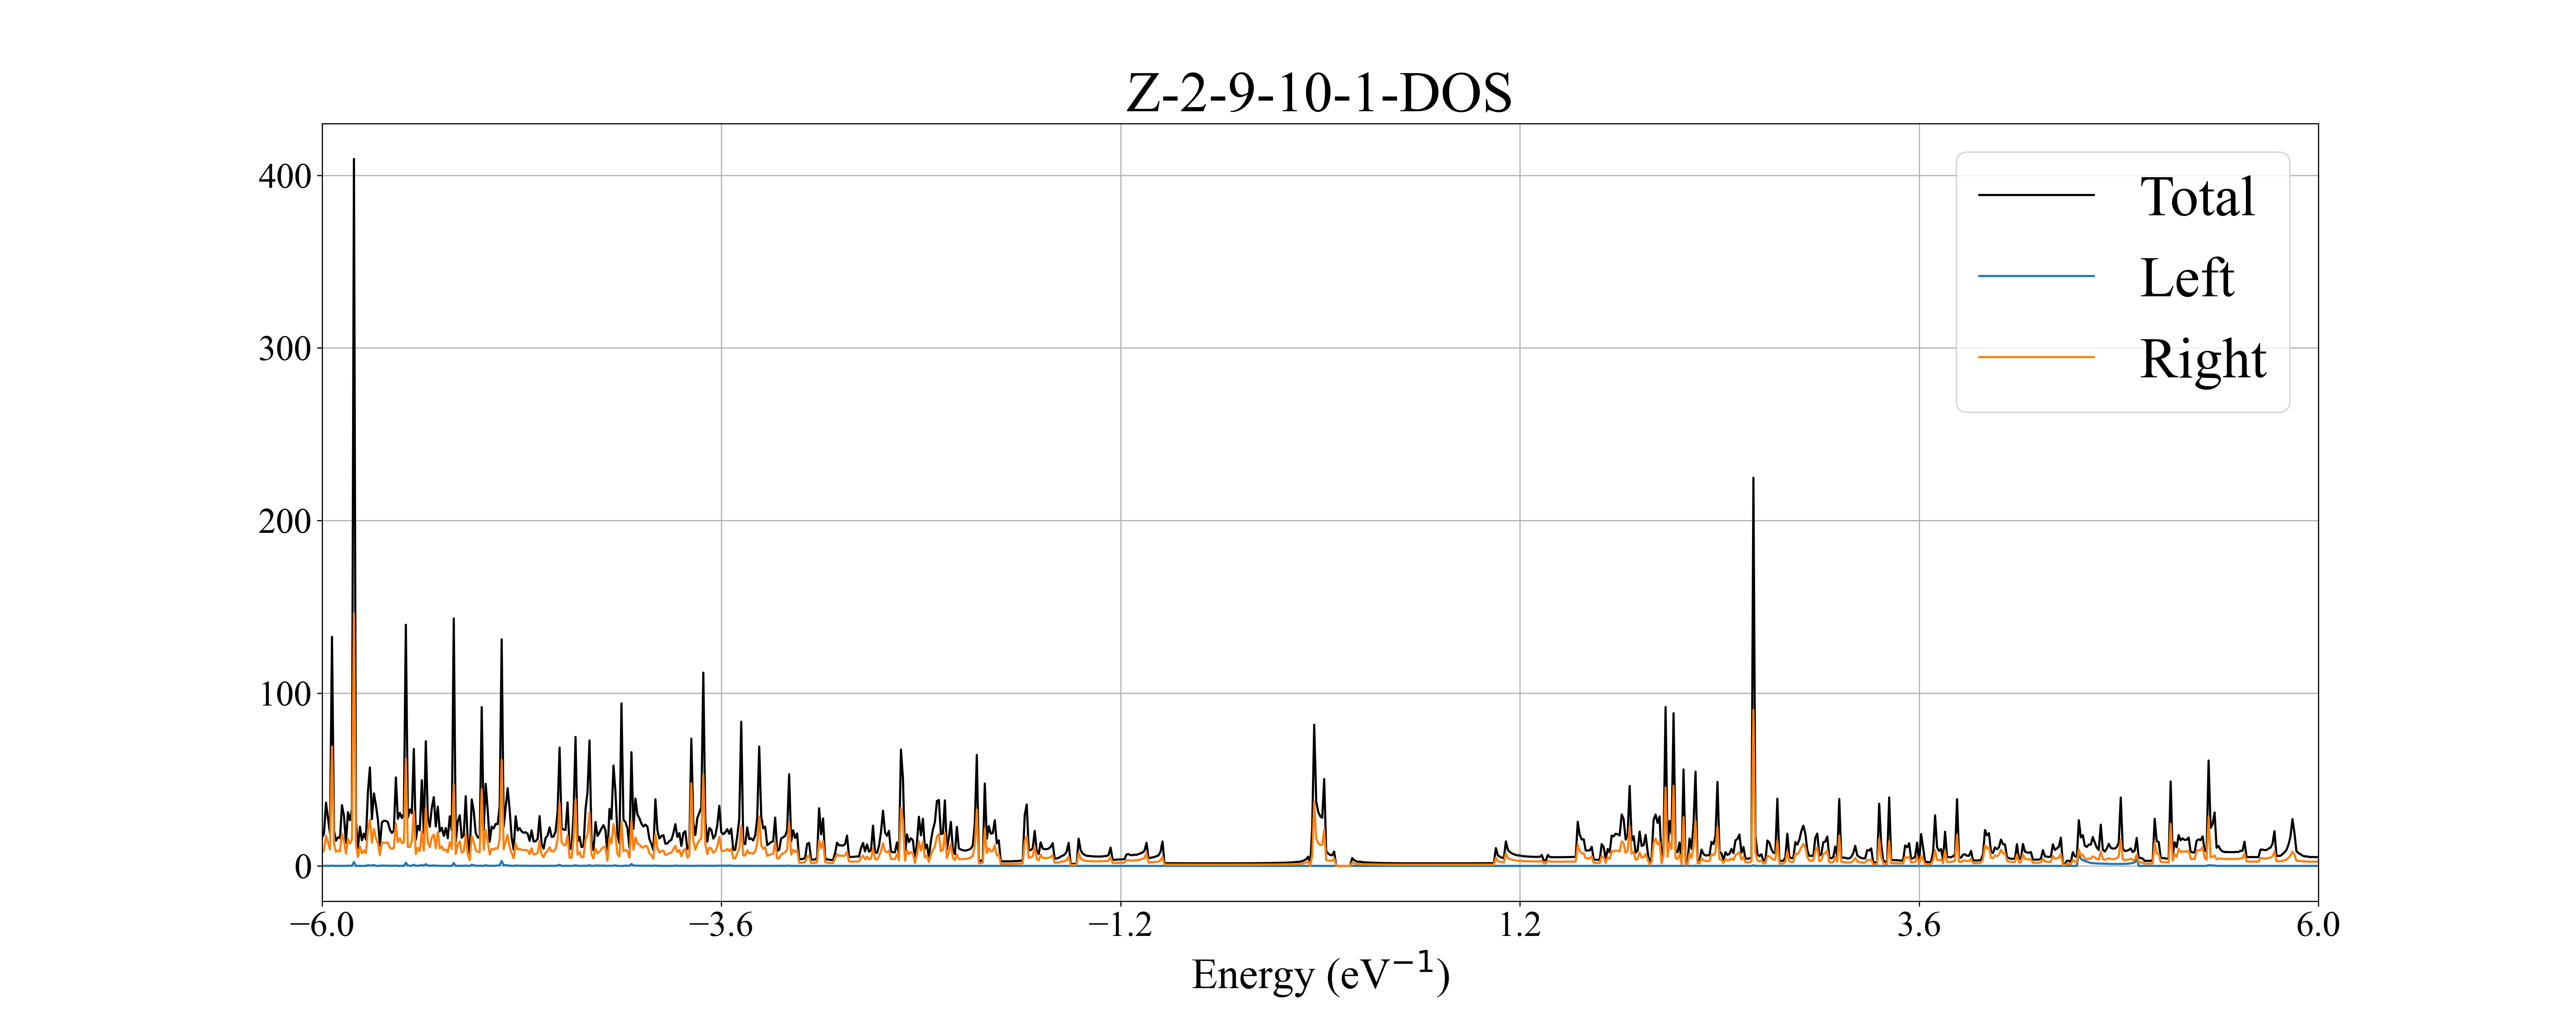 Z-2-9-10-1-DOS
400
300
200
100
0
Total
Left
Right
−6.0 −3.6 −1.2 1.2 3.6 6.0
Energy (eV⁻¹)